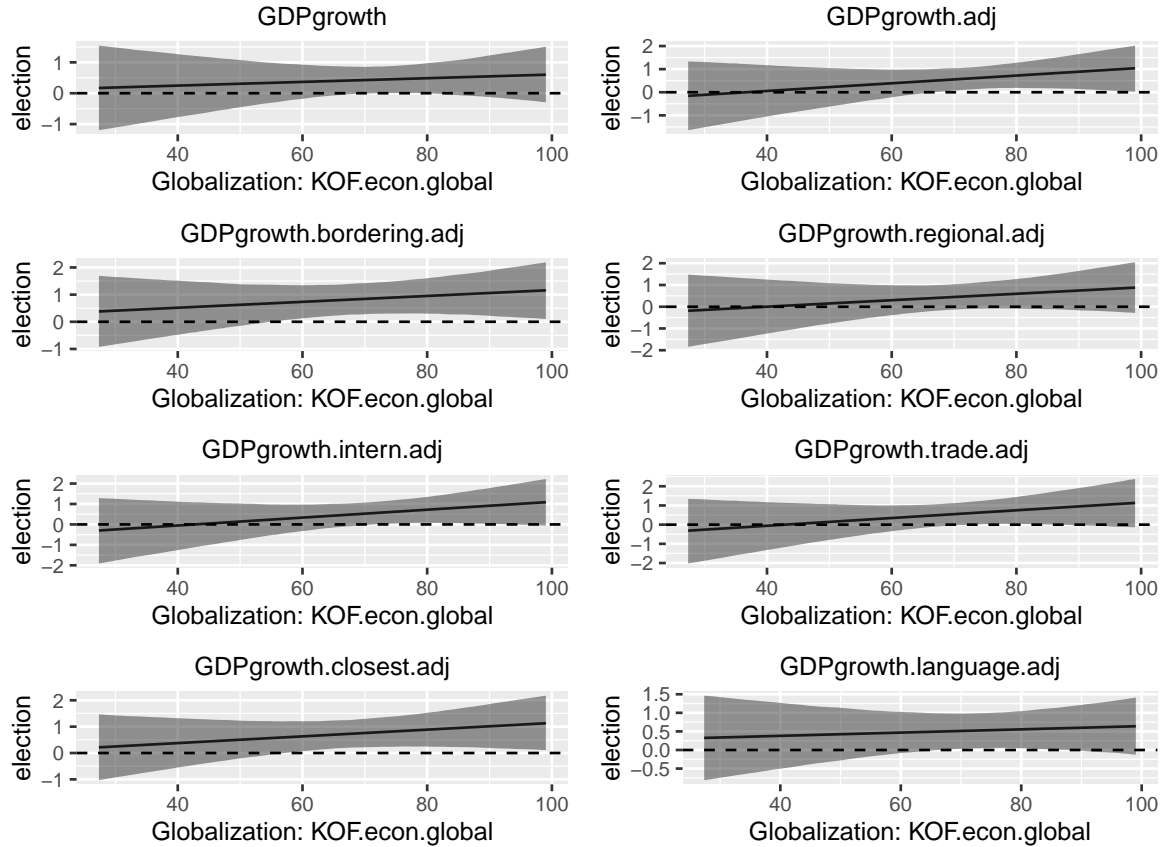 GDPgrowth
election
1
0
−1
40 60 80 100
Globalization: KOF.econ.global
GDPgrowth.adj
election
2
1
0
−1
40 60 80 100
Globalization: KOF.econ.global
GDPgrowth.bordering.adj
election
2
1
0
−1
40 60 80 100
Globalization: KOF.econ.global
GDPgrowth.regional.adj
election
2
1
0
−1
−2
40 60 80 100
Globalization: KOF.econ.global
GDPgrowth.intern.adj
election
2
1
0
−1
−2
40 60 80 100
Globalization: KOF.econ.global
GDPgrowth.trade.adj
election
2
1
0
−1
−2
40 60 80 100
Globalization: KOF.econ.global
GDPgrowth.closest.adj
election
2
1
0
−1
40 60 80 100
Globalization: KOF.econ.global
GDPgrowth.language.adj
election
1.5
1.0
0.5
0.0
−0.5
40 60 80 100
Globalization: KOF.econ.global